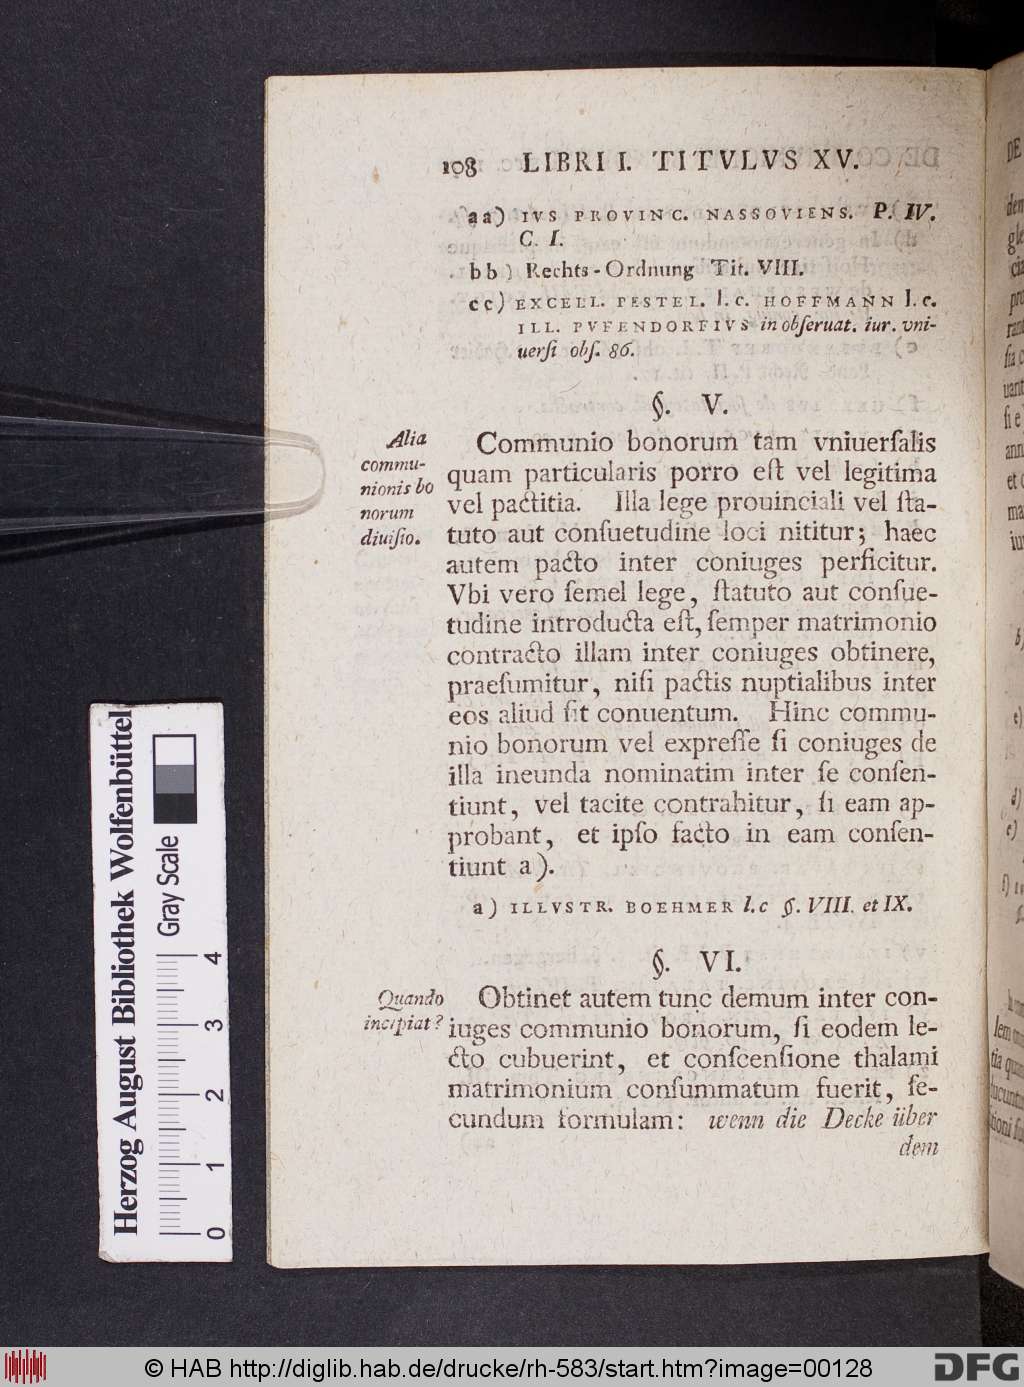 108 LIBRI I. TITVLVS XV.
aa) IVS PROVINC. NASSOVIENS. P. IV.
C. I.
bb) Rechts-Ordnung Tit. VIII.
cc) EXCELL. PESTEL. l. c. HOFFMANN l. c.
ILL. PVFENDORFIVS in obſeruat. iur. vni-
uerſi obſ. 86.
§. V.
Alia
commu-
nionis bo
norum
diuiſio.
Communio bonorum tam vniuerſalis
quam particularis porro eſt vel legitima
vel pactitia. Illa lege prouinciali vel ſta-
tuto aut conſuetudine loci nititur; haec
autem pacto inter coniuges perficitur.
Vbi vero ſemel lege, ſtatuto aut conſue-
tudine introducta eſt, ſemper matrimonio
contracto illam inter coniuges obtinere,
praeſumitur, niſi pactis nuptialibus inter
eos aliud ſit conuentum. Hinc commu-
nio bonorum vel expreſſe ſi coniuges de
illa ineunda nominatim inter ſe conſen-
tiunt, vel tacite contrahitur, ſi eam ap-
probant, et ipſo facto in eam conſen-
tiunt a).
a) ILLVSTR. BOEHMER l. c §. VIII. et IX.
§. VI.
Quando
incipiat?
Obtinet autem tunc demum inter con-
iuges communio bonorum, ſi eodem le-
cto cubuerint, et conſcenſione thalami
matrimonium conſummatum fuerit, ſe-
cundum formulam: wenn die Decke über
dem
Herzog August Bibliothek Wolfenbüttel
Gray Scale
0 1 2 3 4
© HAB http://diglib.hab.de/drucke/rh-583/start.htm?image=00128
DFG